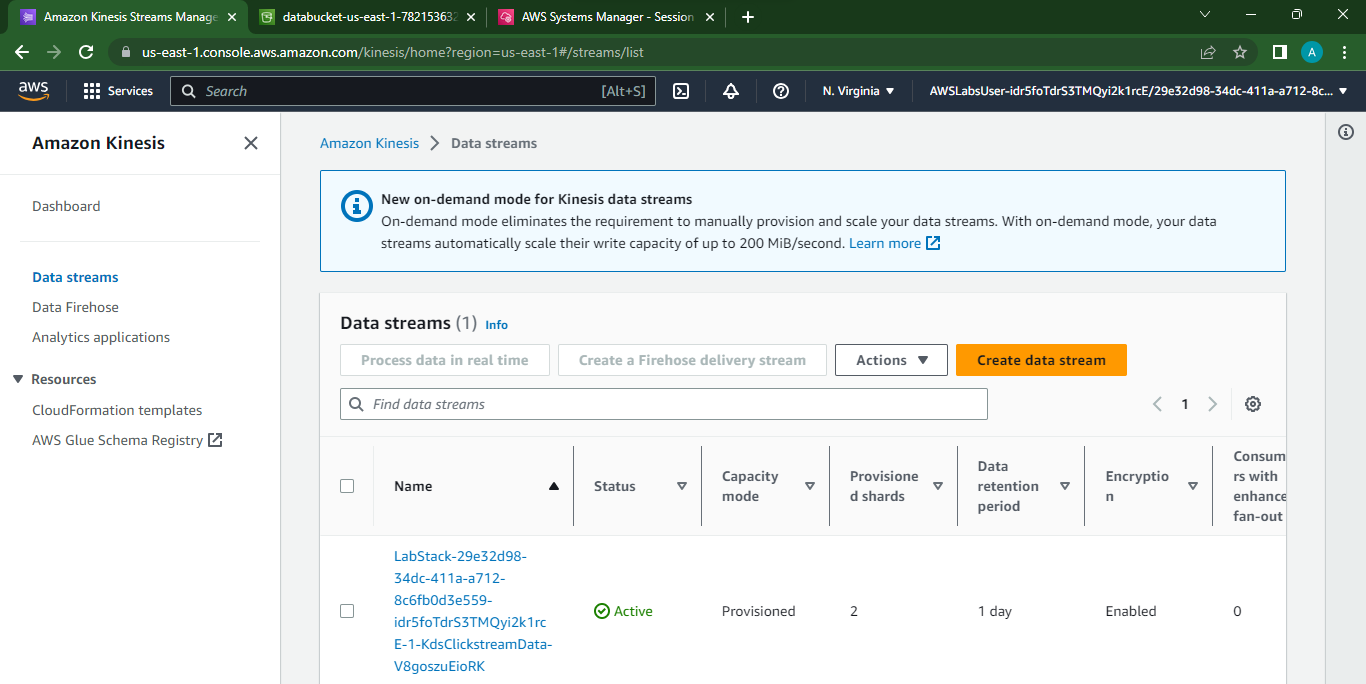 Amazon Kinesis Streams Manage
databucket-us-east-1-782153632
AWS Systems Manager - Session
us-east-1.console.aws.amazon.com/kinesis/home?region=us-east-1#/streams/list
A
aws
Services
Search
[Alt+S]
N. Virginia
AWSLabsUser-idr5foTdrS3TMQyi2k1rcE/29e32d98-34dc-411a-a712-8c...
Amazon Kinesis
Dashboard
Data streams
Data Firehose
Analytics applications
Resources
CloudFormation templates
AWS Glue Schema Registry
Amazon Kinesis > Data streams
New on-demand mode for Kinesis data streams
On-demand mode eliminates the requirement to manually provision and scale your data streams. With on-demand mode, your data
streams automatically scale their write capacity of up to 200 MiB/second. Learn more
Data streams (1) Info
Process data in real time
Create a Firehose delivery stream
Actions
Create data stream
Find data streams
1
Name
Status
Capacity
mode
Provisione
d shards
Data
retention
period
Encryptio
n
Consum
rs with
enhance
fan-out
LabStack-29e32d98-
34dc-411a-a712-
8c6fb0d3e559-
idr5foTdrS3TMQyi2k1rc
E-1-KdsClickstreamData-
V8goszuEioRK
Active
Provisioned
2
1 day
Enabled
0